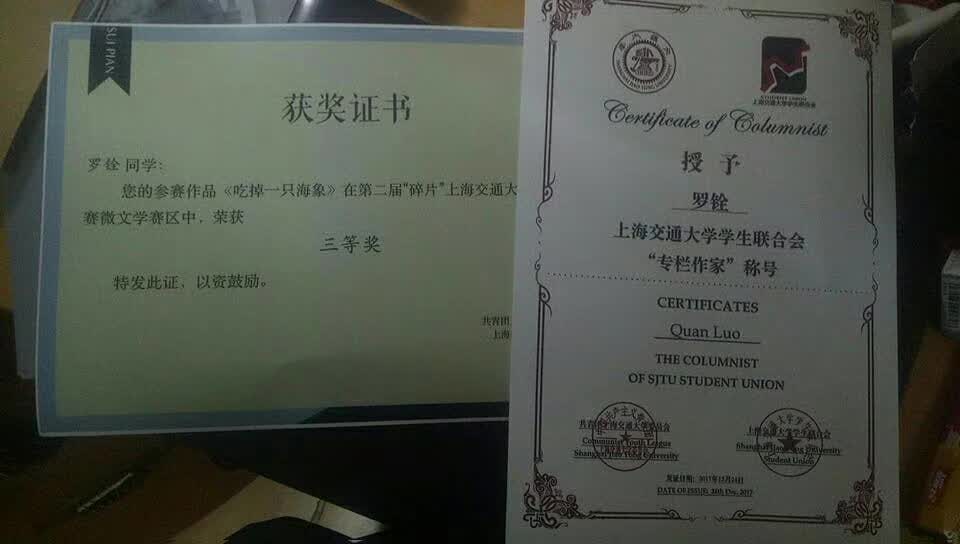 SUI PIAN
获奖证书
罗铨 同学:
您的参赛作品《吃掉一只海象》在第二届"碎片"上海交通大
赛微文学赛区中，荣获
三等奖
特发此证，以资鼓励。
共青团
上海
STUDENT UNION
上海交通大学学生联合会
Certificate of Columnist
授 予
罗铨
上海交通大学学生联合会
“专栏作家”称号
CERTIFICATES
Quan Luo
THE COLUMNIST
OF SJTU STUDENT UNION
共青团上海交通大学委员会
Communist Youth League
Shanghai Jiao Tong University
上海交通大学学生联合会
Shanghai Jiao Tong University
Student Union
发证日期：2017年12月24日
DATE OF ISSUE: 24th Dec, 2017